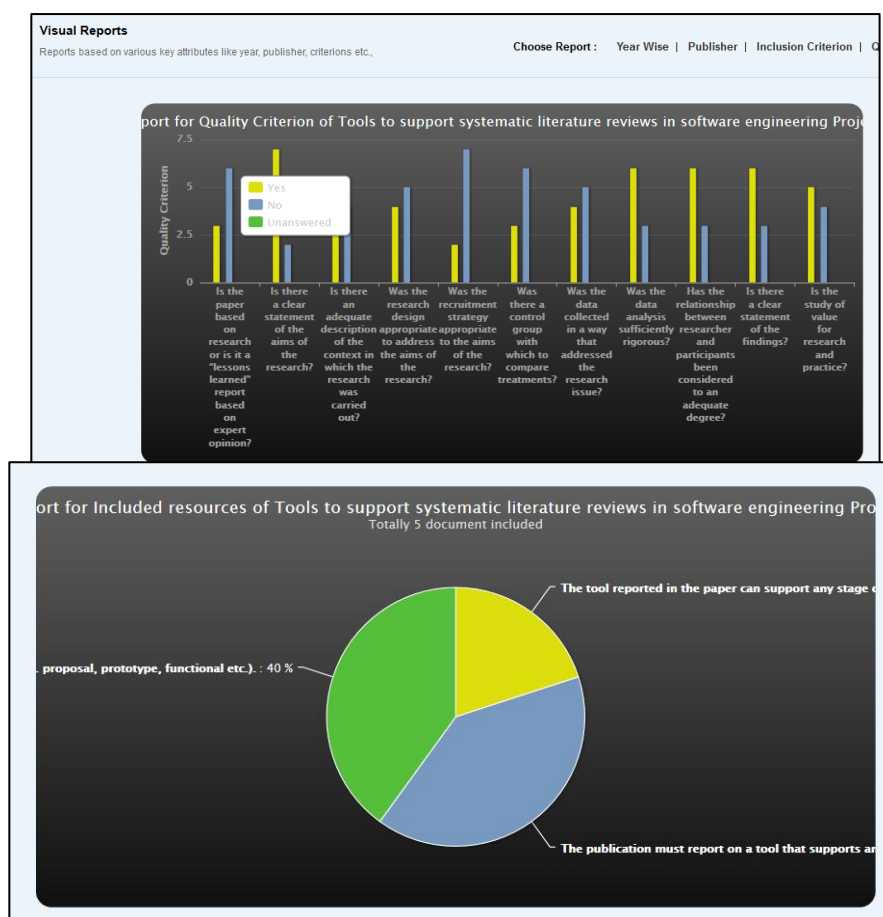 Visual Reports
Reports based on various key attributes like year, publisher, criterions etc.,
Choose Report : Year Wise | Publisher | Inclusion Criterion | Q
port for Quality Criterion of Tools to support systematic literature reviews in software engineering Proje
7.5
5
2.5
0
Quality Criterion
Yes
No
Unanswered
Is the
paper
based
on
research
or is it a
"lessons
learned"
report
based
on
expert
opinion?
Is there
a clear
statement
of the
aims of
the
research?
Is there
an
adequate
description
of the
context in
which the
research
was
carried
out?
Was the
research
design
appropriate
to address
the aims of
the
research?
Was the
recruitment
strategy
appropriate
to the aims
of the
research?
Was
there a
control
group
with
which to
compare
treatments?
Was the
data
collected
in a way
that
addressed
the
research
issue?
Was the
data
analysis
sufficiently
rigorous?
Has the
relationship
between
researcher
and
participants
been
considered
to an
adequate
degree?
Is there
a clear
statement
of the
findings?
Is the
study of
value
for
research
and
practice?
ort for Included resources of Tools to support systematic literature reviews in software engineering Pro
Totally 5 document included
The tool reported in the paper can support any stage
. proposal, prototype, functional etc.). : 40 %
The publication must report on a tool that supports